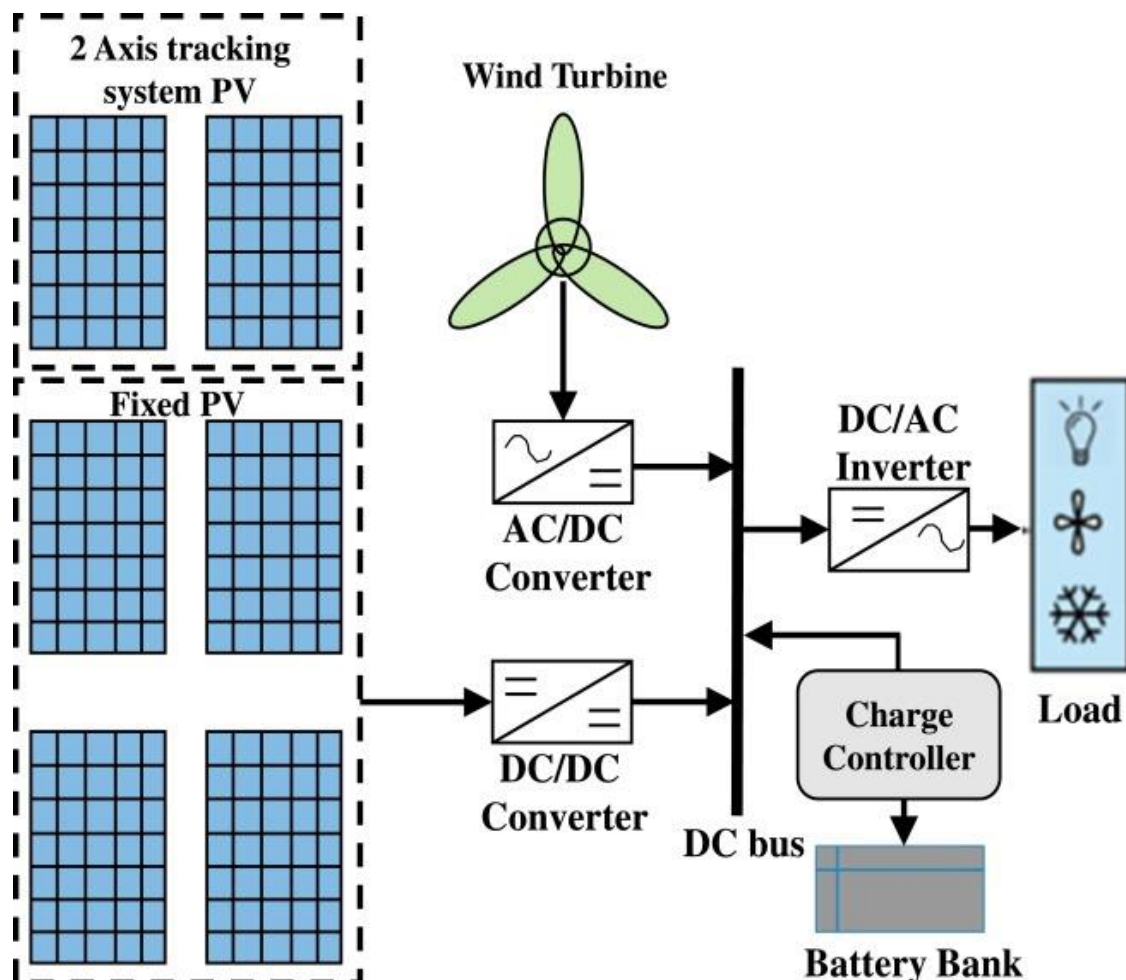 2 Axis tracking
system PV
Wind Turbine
Fixed PV
AC/DC
Converter
DC/AC
Inverter
DC/DC
Converter
DC bus
Charge
Controller
Load
Battery Bank